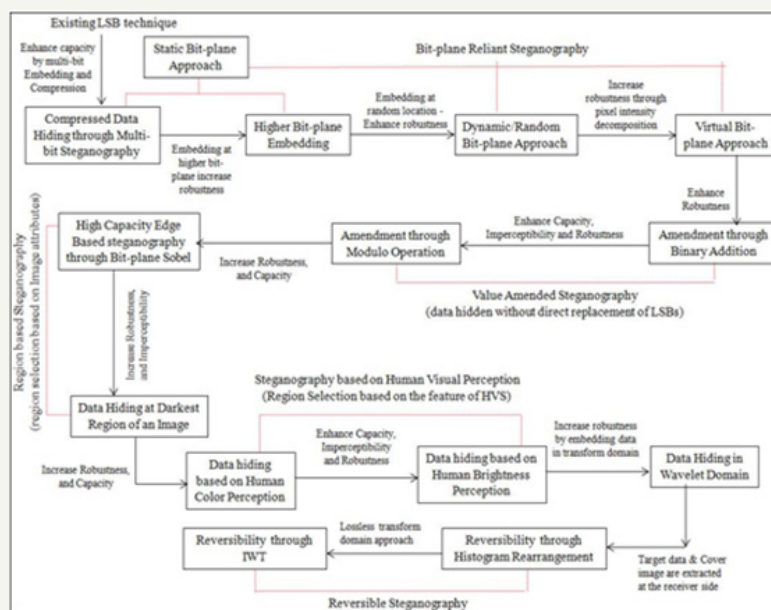 Existing LSB technique
Enhance capacity
by multi-bit
Embedding and
Compression
Static Bit-plane
Approach
Bit-plane Reliant Steganography
Compressed Data
Hiding through Multi-
bit Steganography
Embedding at
higher bit-
plane increase
robustness
Higher Bit-plane
Embedding
Embedding at
random location -
Enhance robustness
Dynamic/Random
Bit-plane Approach
Increase
robustness through
pixel intensity
decomposition
Virtual Bit-
plane Approach
Enhance
Robustness
Amendment through
Binary Addition
Enhance Capacity,
Imperceptibility and Robustness
Amendment through
Modulo Operation
Value Amended Steganography
(data hidden without direct replacement of LSBs)
Increase Robustness,
and Capacity
High Capacity Edge
Based steganography
through Bit-plane Sobel
Region based Steganography
(region selection based on Image attributes)
Increase Robustness,
and Imperceptibility
Data Hiding at Darkest
Region of an Image
Increase Robustness,
and Capacity
Steganography based on Human Visual Perception
(Region Selection based on the feature of HVS)
Data hiding
based on Human
Color Perception
Enhance Capacity,
Imperceptibility
and Robustness
Data hiding based on
Human Brightness
Perception
Increase robustness
by embedding data
in transform domain
Data Hiding in
Wavelet Domain
Target data & Cover
image are extracted
at the receiver side
Reversibility through
Histogram Rearrangement
Lossless transform
domain approach
Reversibility through
IWT
Reversible Steganography